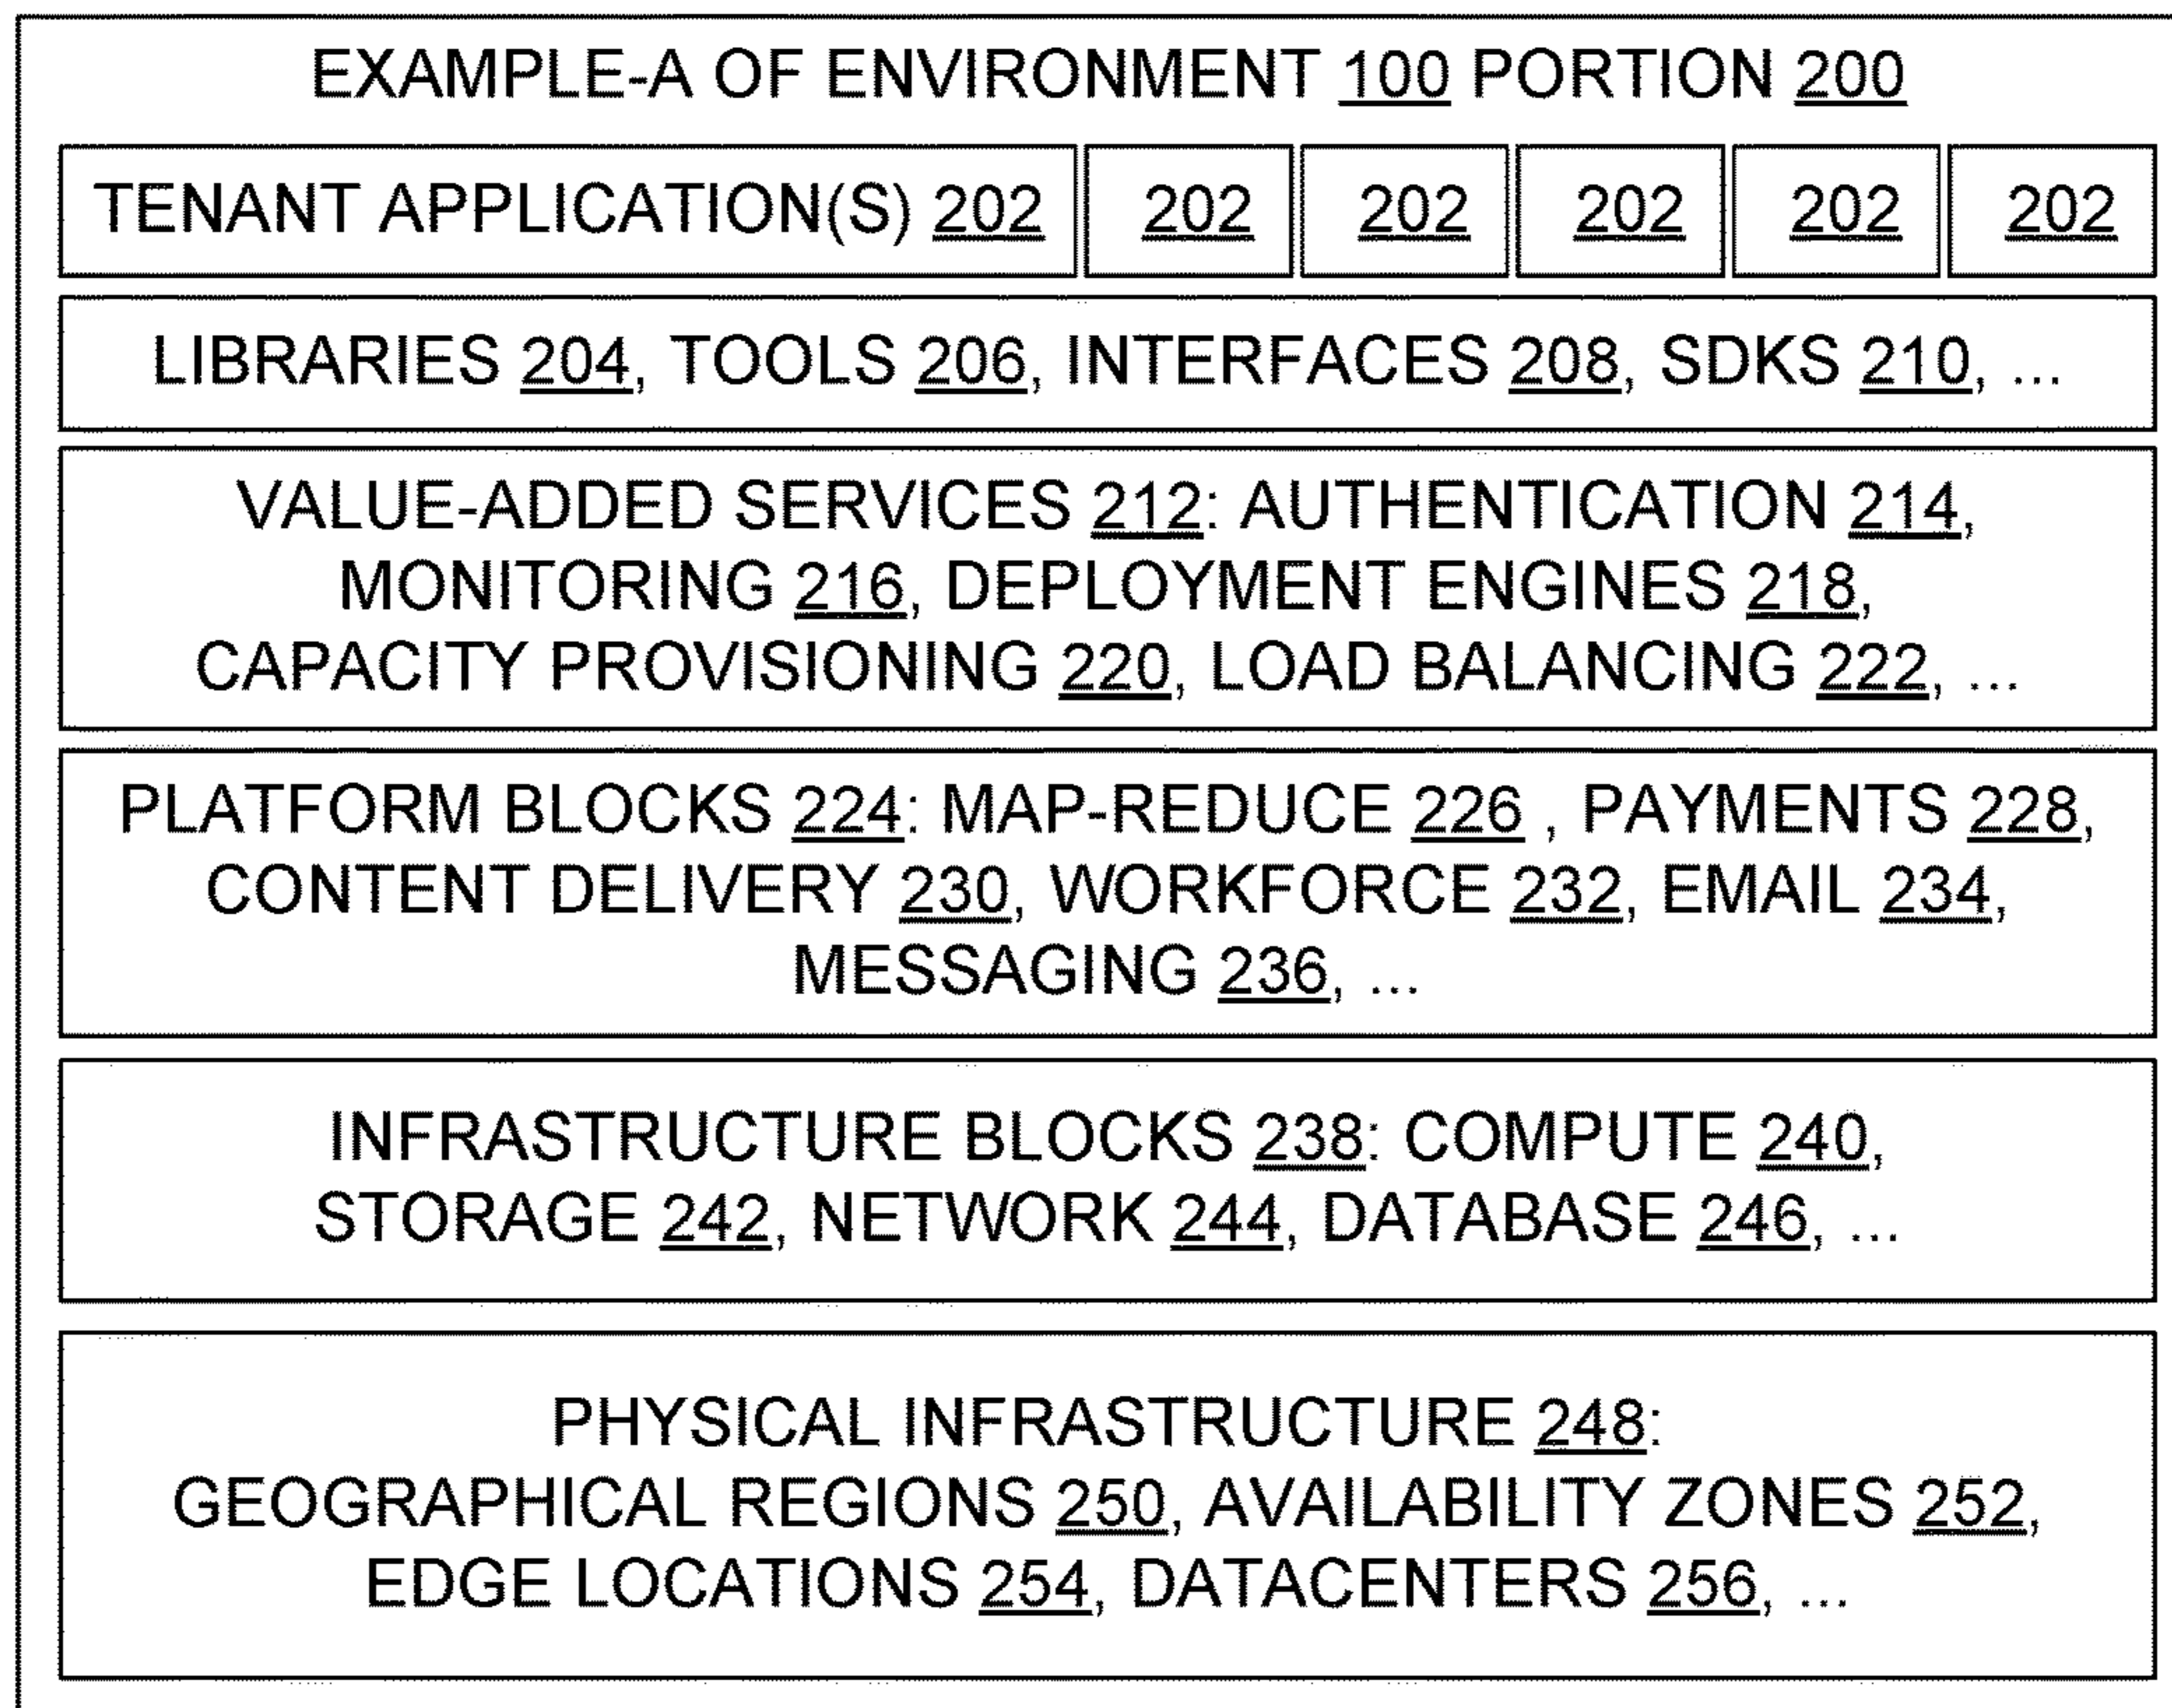 EXAMPLE-A OF ENVIRONMENT 100 PORTION 200
TENANT APPLICATION(S) 202 202 202 202 202 202
LIBRARIES 204, TOOLS 206, INTERFACES 208, SDKS 210, ...
VALUE-ADDED SERVICES 212: AUTHENTICATION 214,
MONITORING 216, DEPLOYMENT ENGINES 218,
CAPACITY PROVISIONING 220, LOAD BALANCING 222, ...
PLATFORM BLOCKS 224: MAP-REDUCE 226 , PAYMENTS 228,
CONTENT DELIVERY 230, WORKFORCE 232, EMAIL 234,
MESSAGING 236, ...
INFRASTRUCTURE BLOCKS 238: COMPUTE 240,
STORAGE 242, NETWORK 244, DATABASE 246, ...
PHYSICAL INFRASTRUCTURE 248:
GEOGRAPHICAL REGIONS 250, AVAILABILITY ZONES 252,
EDGE LOCATIONS 254, DATACENTERS 256, ...